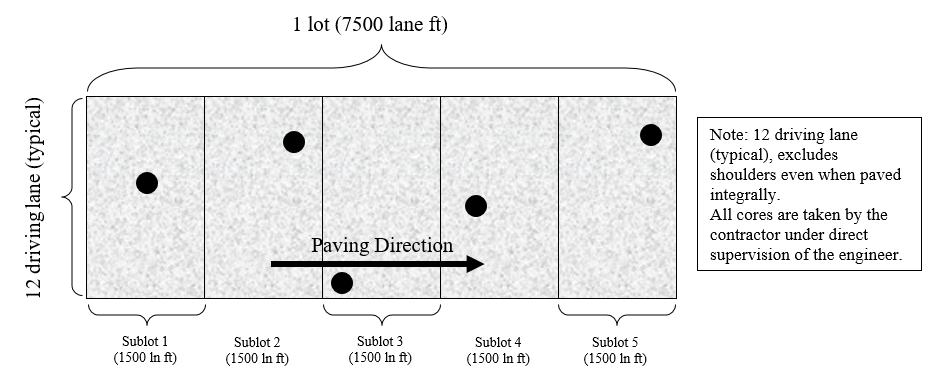 1 lot (7500 lane ft)
12 driving lane (typical)
Paving Direction
Note: 12 driving lane
(typical), excludes
shoulders even when paved
integrally.
All cores are taken by the
contractor under direct
supervision of the engineer.
Sublot 1
(1500 ln ft)
Sublot 2
(1500 ln ft)
Sublot 3
(1500 ln ft)
Sublot 4
(1500 ln ft)
Sublot 5
(1500 ln ft)